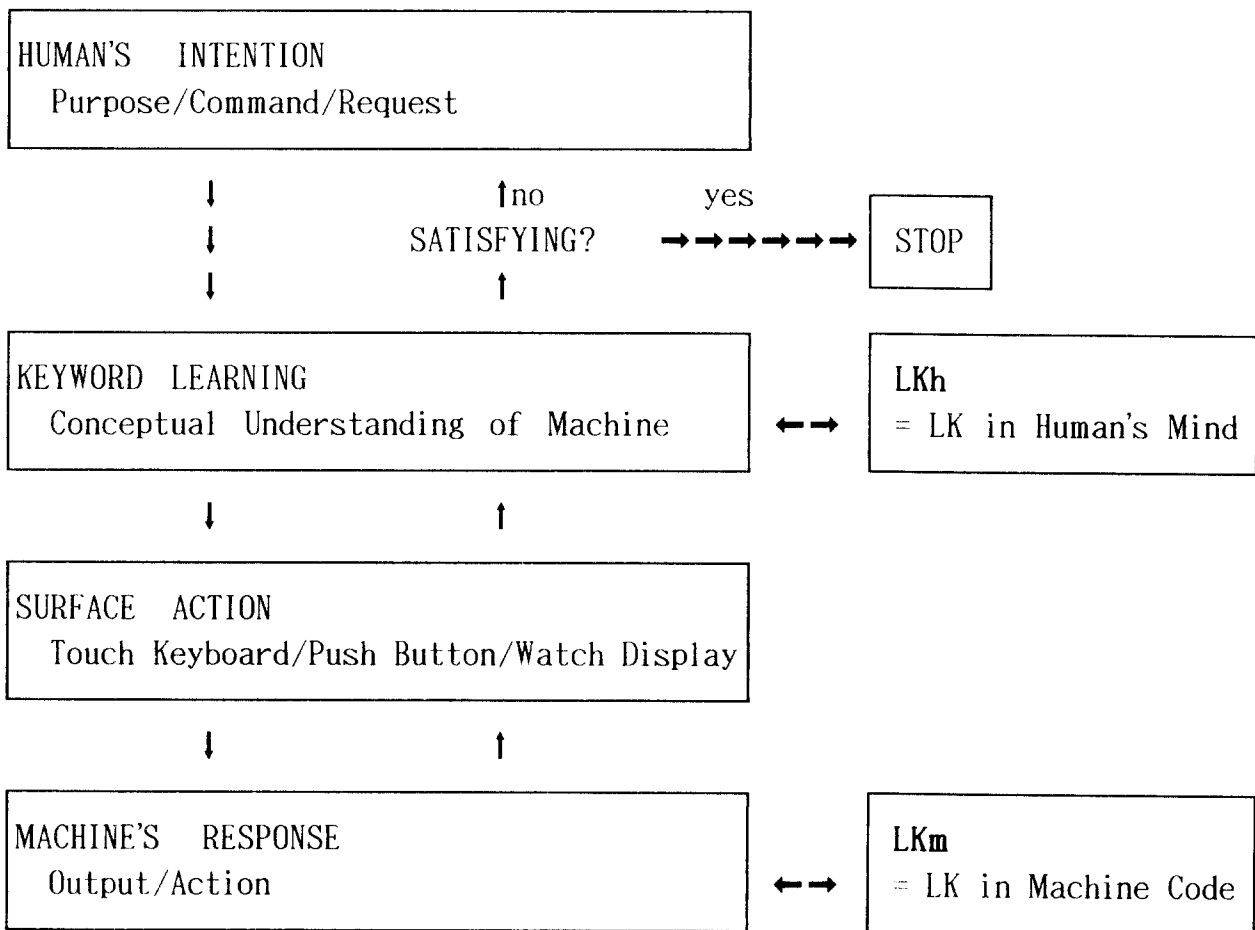 HUMAN'S INTENTION
Purpose/Command/Request
no yes
SATISFYING? STOP
KEYWORD LEARNING
Conceptual Understanding of Machine
LKh
= LK in Human's Mind
SURFACE ACTION
Touch Keyboard/Push Button/Watch Display
MACHINE'S RESPONSE
Output/Action
LKm
= LK in Machine Code